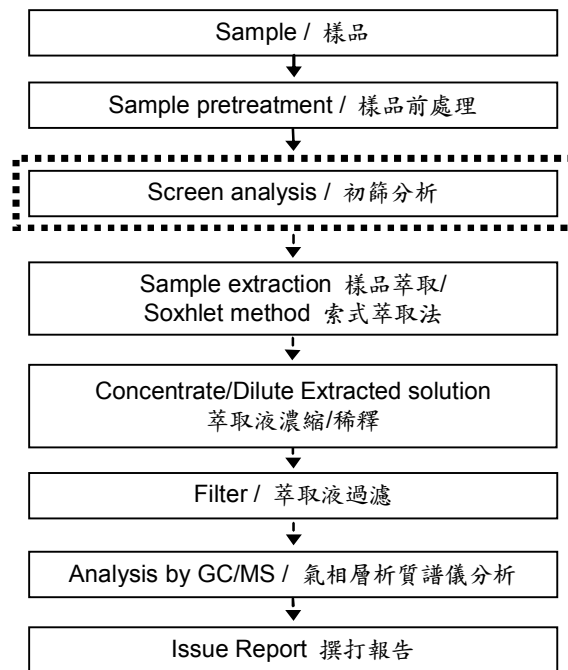 Sample / 樣品
Sample pretreatment / 樣品前處理
Screen analysis / 初篩分析
Sample extraction 樣品萃取/
Soxhlet method 索式萃取法
Concentrate/Dilute Extracted solution
萃取液濃縮/稀釋
Filter / 萃取液過濾
Analysis by GC/MS / 氣相層析質譜儀分析
Issue Report 撰打報告